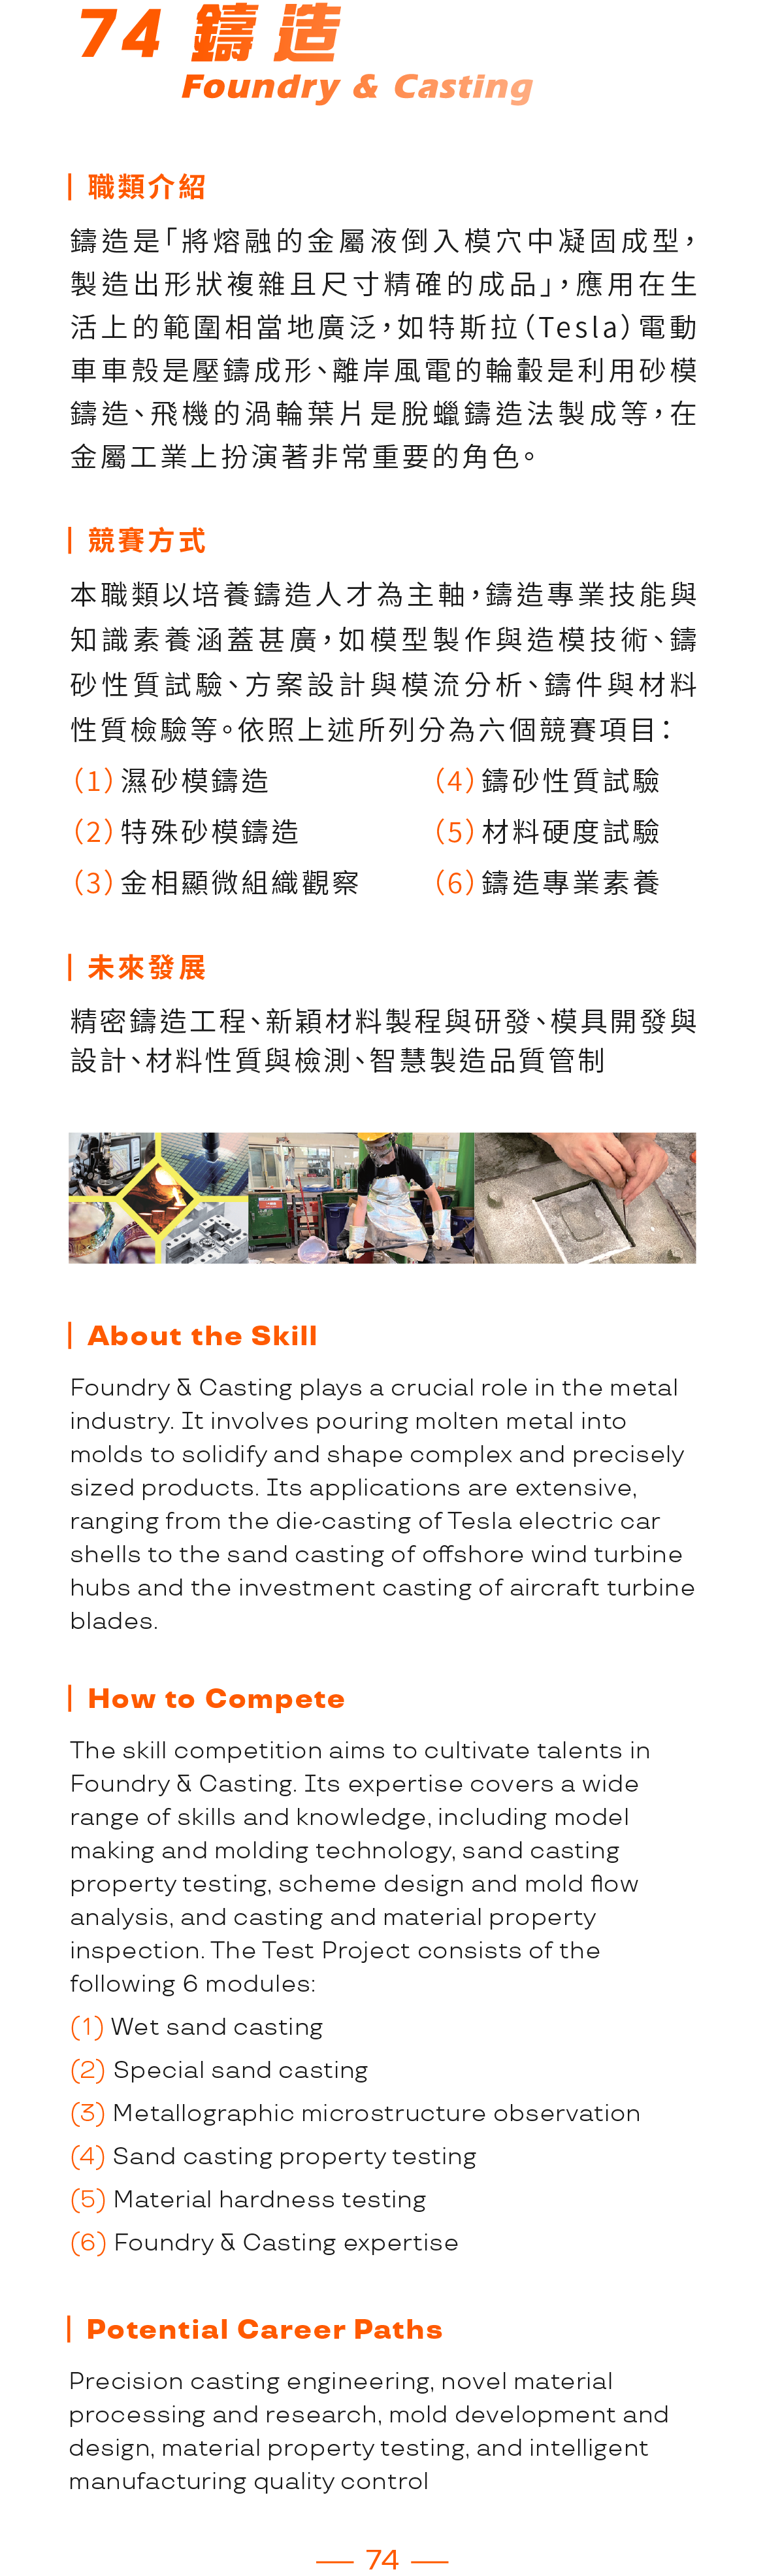 74 鑄造
Foundry & Casting
職類介紹
鑄造是「將熔融的金屬液倒入模穴中凝固成型，
製造出形狀複雜且尺寸精確的成品」，應用在生
活上的範圍相當地廣泛，如特斯拉（Tesla）電動
車車殼是壓鑄成形、離岸風電的輪轂是利用砂模
鑄造、飛機的渦輪葉片是脫蠟鑄造法製成等，在
金屬工業上扮演著非常重要的角色。
競賽方式
本職類以培養鑄造人才為主軸，鑄造專業技能與
知識素養涵蓋甚廣，如模型製作與造模技術、鑄
砂性質試驗、方案設計與模流分析、鑄件與材料
性質檢驗等。依照上述所列分為六個競賽項目：
（1）濕砂模鑄造
（2）特殊砂模鑄造
（3）金相顯微組織觀察
（4）鑄砂性質試驗
（5）材料硬度試驗
（6）鑄造專業素養
未來發展
精密鑄造工程、新穎材料製程與研發、模具開發與
設計、材料性質與檢測、智慧製造品質管制
About the Skill
Foundry & Casting plays a crucial role in the metal
industry. It involves pouring molten metal into
molds to solidify and shape complex and precisely
sized products. Its applications are extensive,
ranging from the die-casting of Tesla electric car
shells to the sand casting of offshore wind turbine
hubs and the investment casting of aircraft turbine
blades.
How to Compete
The skill competition aims to cultivate talents in
Foundry & Casting. Its expertise covers a wide
range of skills and knowledge, including model
making and molding technology, sand casting
property testing, scheme design and mold flow
analysis, and casting and material property
inspection. The Test Project consists of the
following 6 modules:
(1) Wet sand casting
(2) Special sand casting
(3) Metallographic microstructure observation
(4) Sand casting property testing
(5) Material hardness testing
(6) Foundry & Casting expertise
Potential Career Paths
Precision casting engineering, novel material
processing and research, mold development and
design, material property testing, and intelligent
manufacturing quality control
— 74 —